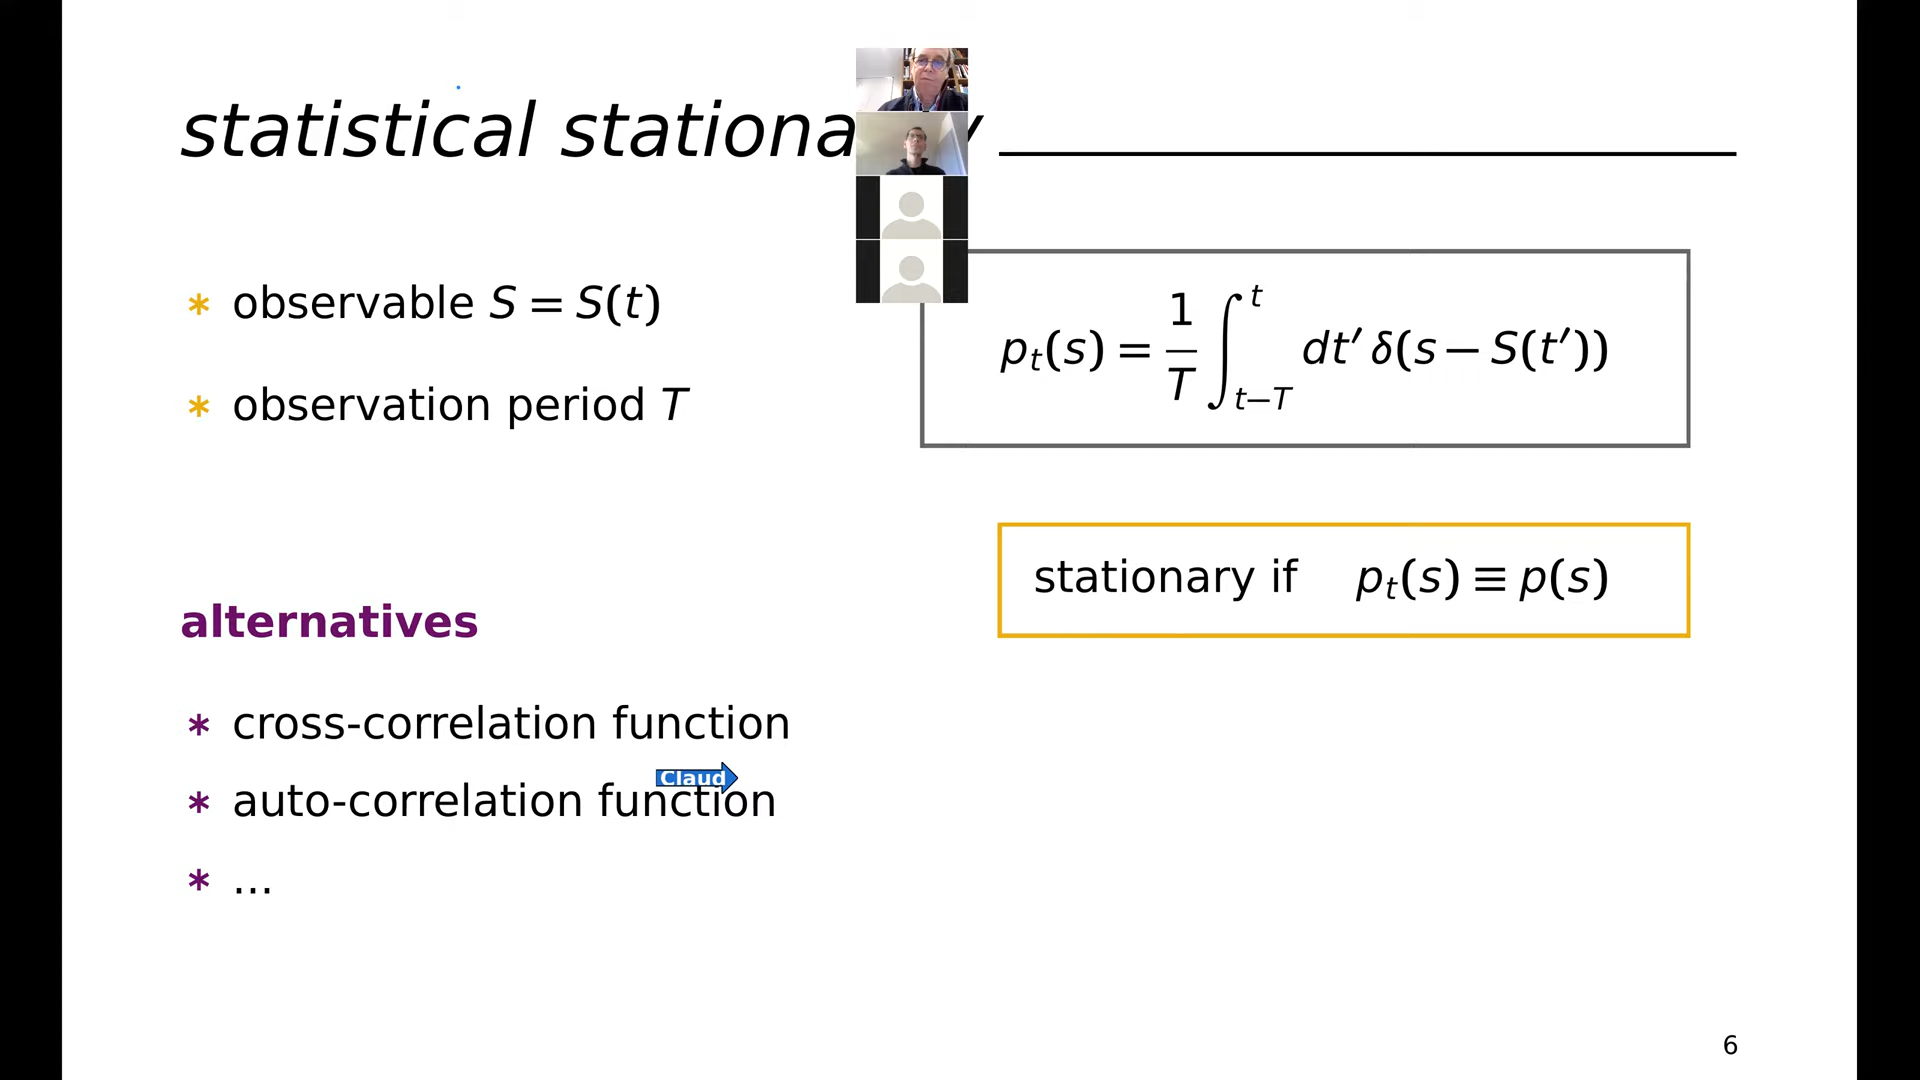 statistical stationa y
∗ observable S = S(t)
∗ observation period T
p_t(s) = 1/T ∫_{t−T}^{t} dt′ δ(s − S(t′))
stationary if p_t(s) ≡ p(s)
alternatives
∗ cross-correlation function
Claud
∗ auto-correlation function
∗ ...
6